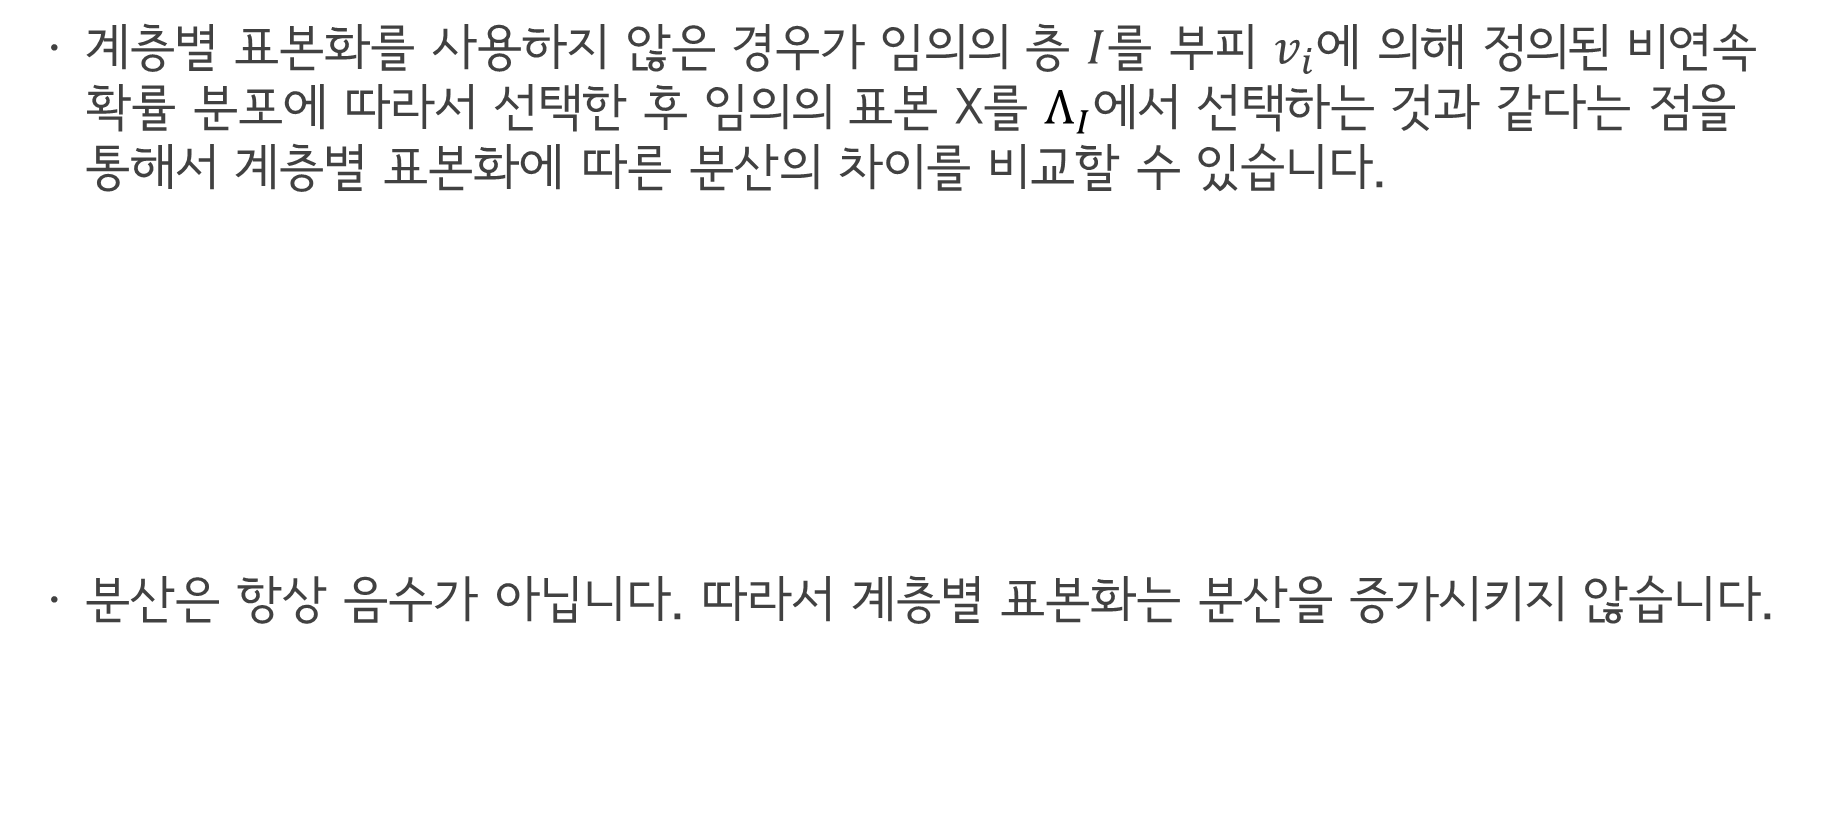 · 계층별 표본화를 사용하지 않은 경우가 임의의 층 I를 부피 vᵢ에 의해 정의된 비연속
확률 분포에 따라서 선택한 후 임의의 표본 X를 Λ_I에서 선택하는 것과 같다는 점을
통해서 계층별 표본화에 따른 분산의 차이를 비교할 수 있습니다.
· 분산은 항상 음수가 아닙니다. 따라서 계층별 표본화는 분산을 증가시키지 않습니다.